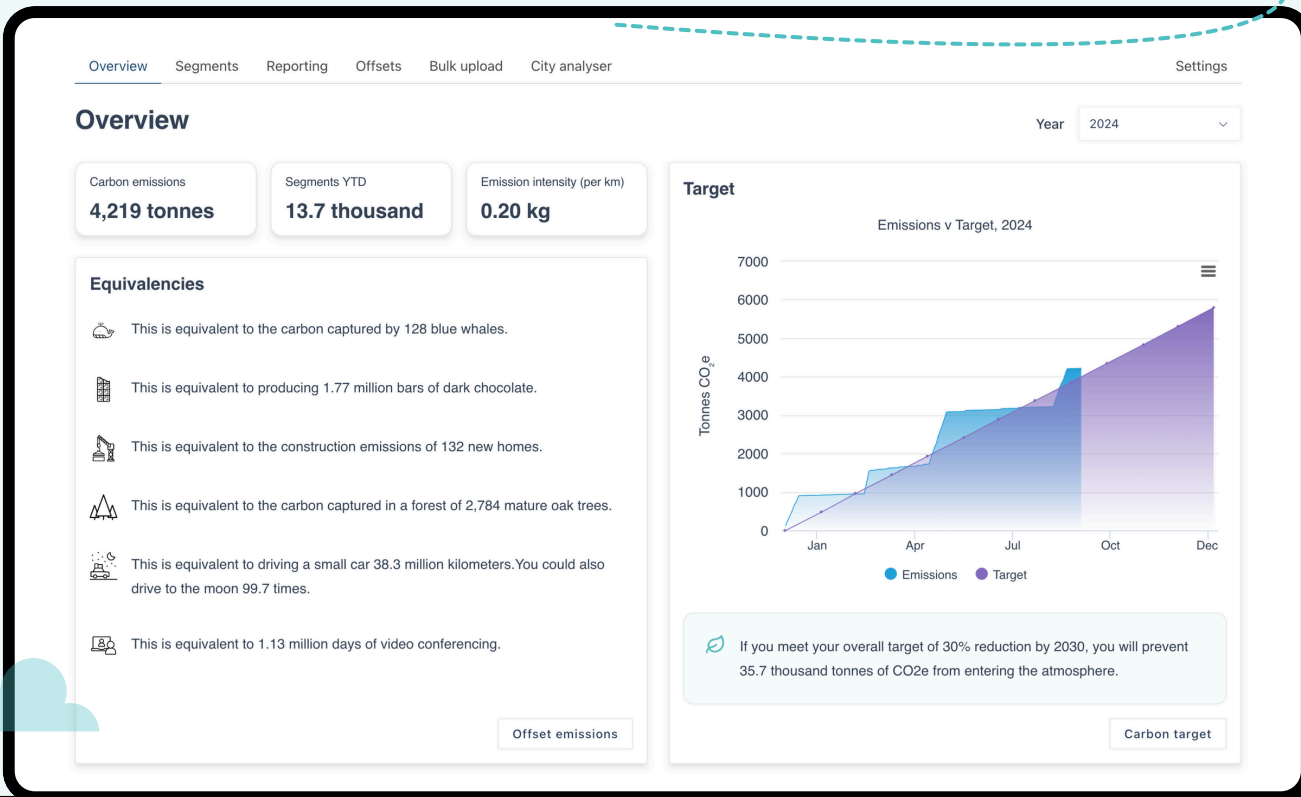 Overview Segments Reporting Offsets Bulk upload City analyser Settings
Overview
Year 2024
Carbon emissions
4,219 tonnes
Segments YTD
13.7 thousand
Emission intensity (per km)
0.20 kg
Equivalencies
This is equivalent to the carbon captured by 128 blue whales.
This is equivalent to producing 1.77 million bars of dark chocolate.
This is equivalent to the construction emissions of 132 new homes.
This is equivalent to the carbon captured in a forest of 2,784 mature oak trees.
This is equivalent to driving a small car 38.3 million kilometers.You could also
drive to the moon 99.7 times.
This is equivalent to 1.13 million days of video conferencing.
Offset emissions
Target
Emissions v Target, 2024
Tonnes CO₂e
7000
6000
5000
4000
3000
2000
1000
0
Jan Apr Jul Oct Dec
Emissions Target
If you meet your overall target of 30% reduction by 2030, you will prevent
35.7 thousand tonnes of CO2e from entering the atmosphere.
Carbon target